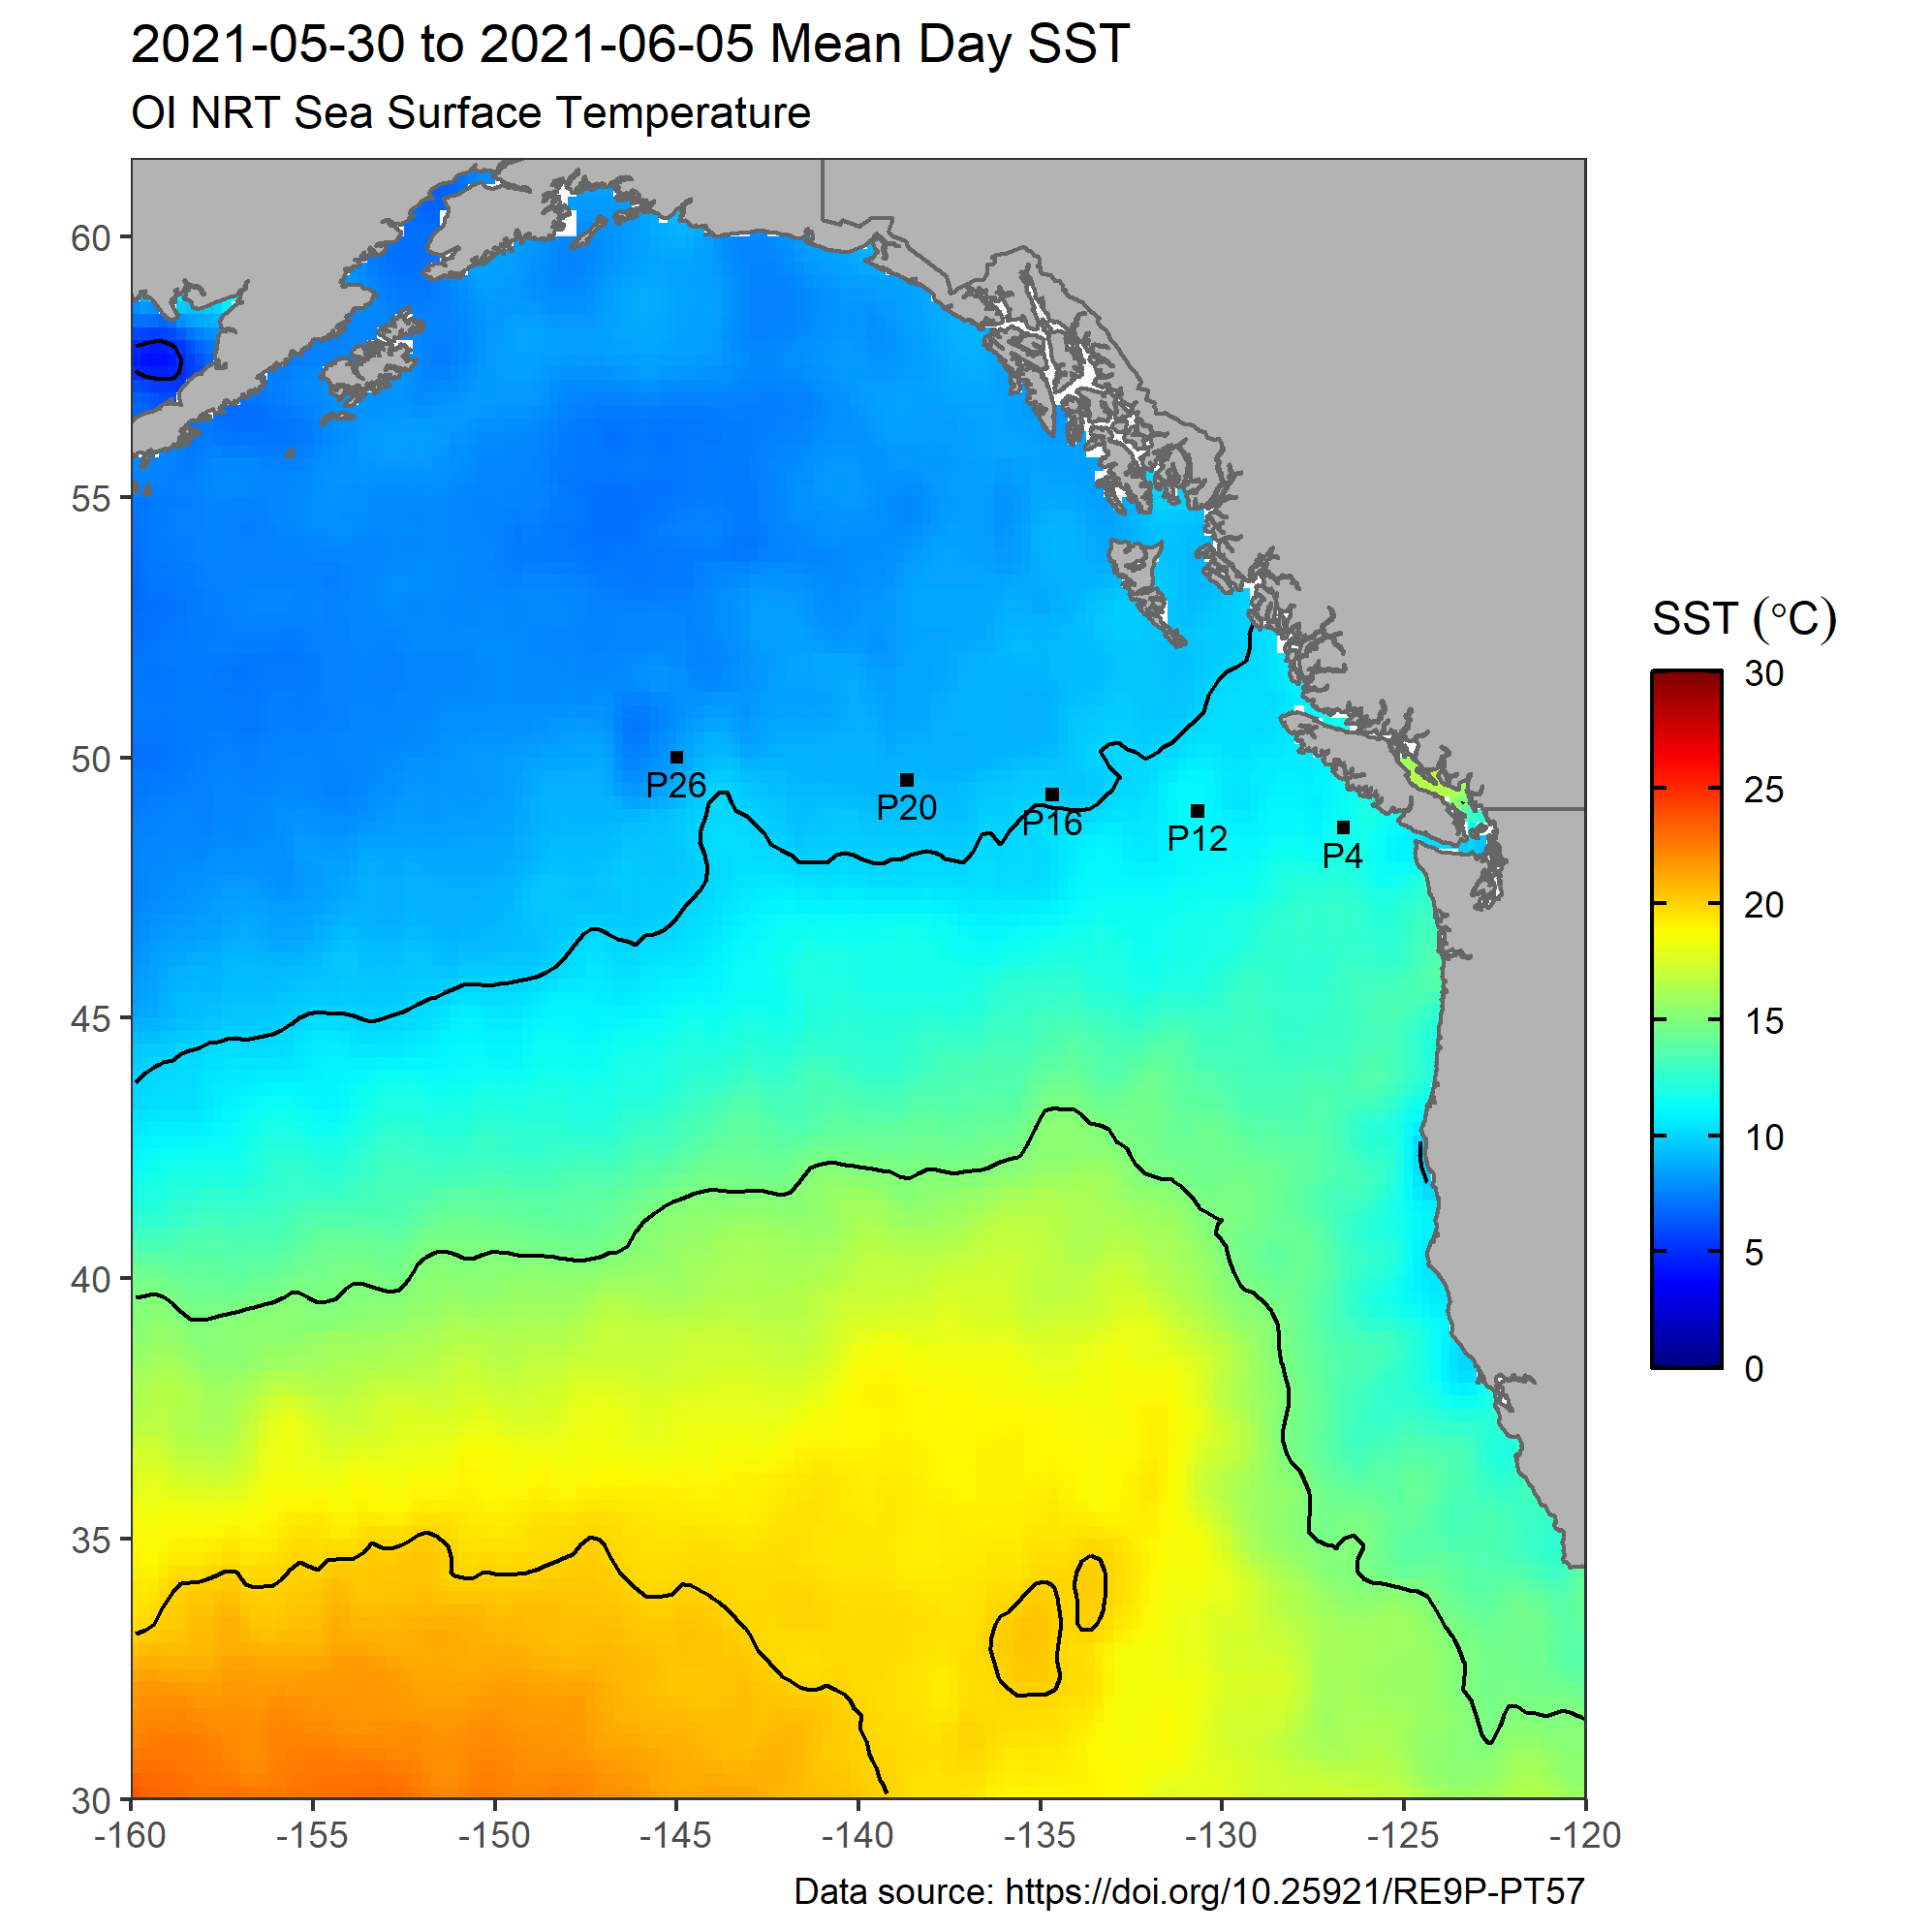 2021-05-30 to 2021-06-05 Mean Day SST
OI NRT Sea Surface Temperature
60
55
50
45
40
35
30
P26
P20
P16
P12
P4
-160
-155
-150
-145
-140
-135
-130
-125
-120
SST (°C)
30
25
20
15
10
5
0
Data source: https://doi.org/10.25921/RE9P-PT57